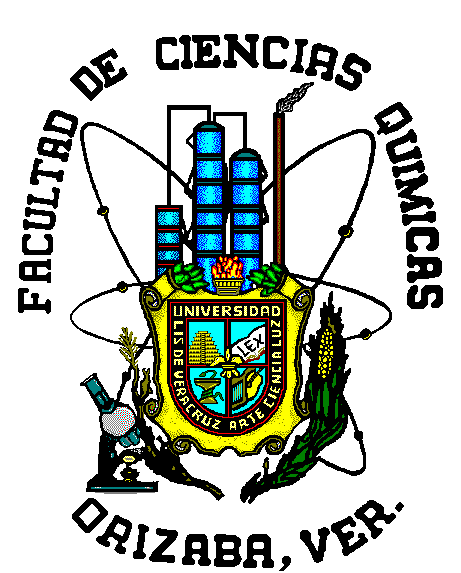 FACULTAD DE CIENCIAS QUIMICAS
UNIVERSIDAD
LIS DE VERACRUZ ARTE CIENCIA LUZ
LEX
ORIZABA, VER.